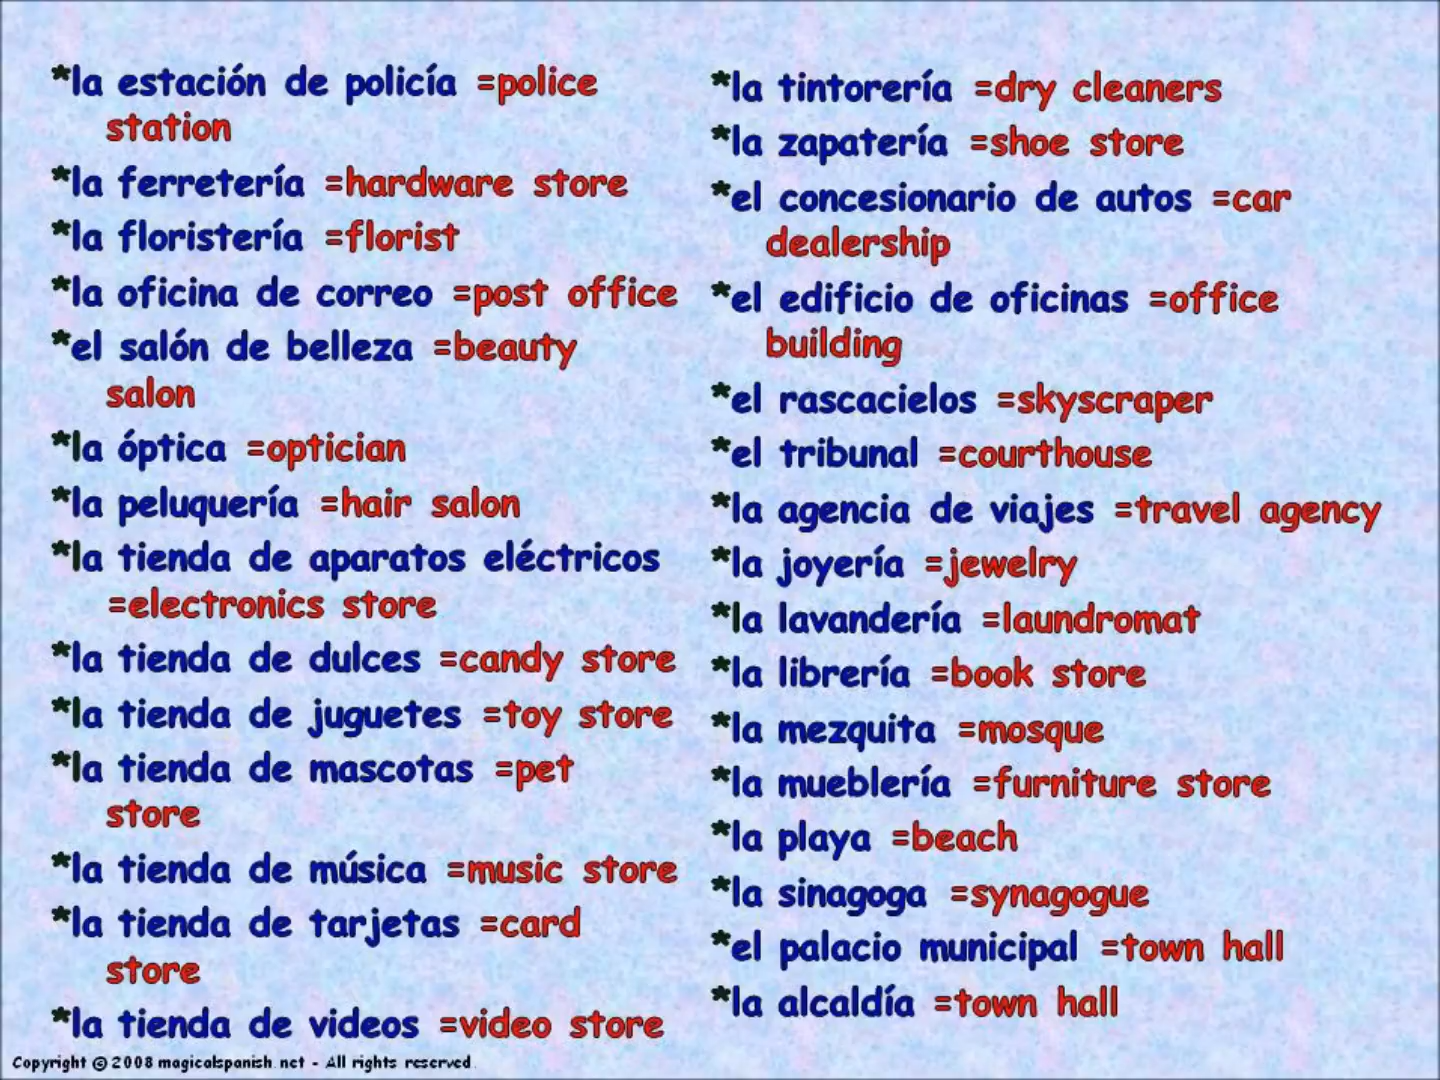 *la estación de policía =police
station
*la ferretería =hardware store
*la floristería =florist
*la oficina de correo =post office
*el salón de belleza =beauty
salon
*la óptica =optician
*la peluquería =hair salon
*la tienda de aparatos eléctricos
=electronics store
*la tienda de dulces =candy store
*la tienda de juguetes =toy store
*la tienda de mascotas =pet
store
*la tienda de música =music store
*la tienda de tarjetas =card
store
*la tienda de videos =video store
*la tintorería =dry cleaners
*la zapatería =shoe store
*el concesionario de autos =car
dealership
*el edificio de oficinas =office
building
*el rascacielos =skyscraper
*el tribunal =courthouse
*la agencia de viajes =travel agency
*la joyería =jewelry
*la lavandería =laundromat
*la librería =book store
*la mezquita =mosque
*la mueblería =furniture store
*la playa =beach
*la sinagoga =synagogue
*el palacio municipal =town hall
*la alcaldía =town hall
Copyright © 2008 magicalspanish.net - All rights reserved.